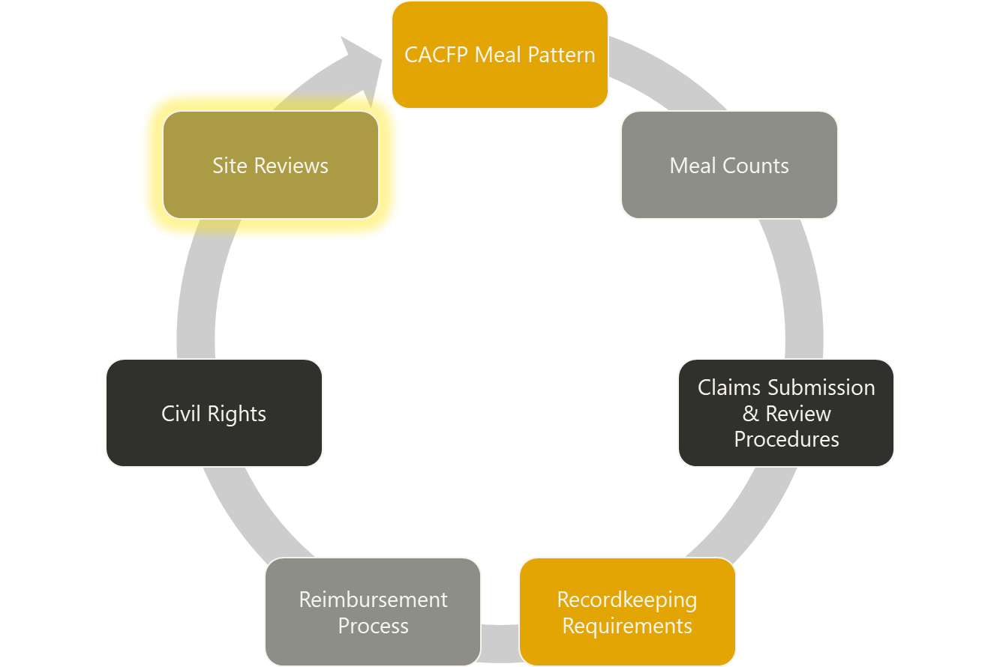 CACFP Meal Pattern
Meal Counts
Claims Submission
& Review
Procedures
Recordkeeping
Requirements
Reimbursement
Process
Civil Rights
Site Reviews